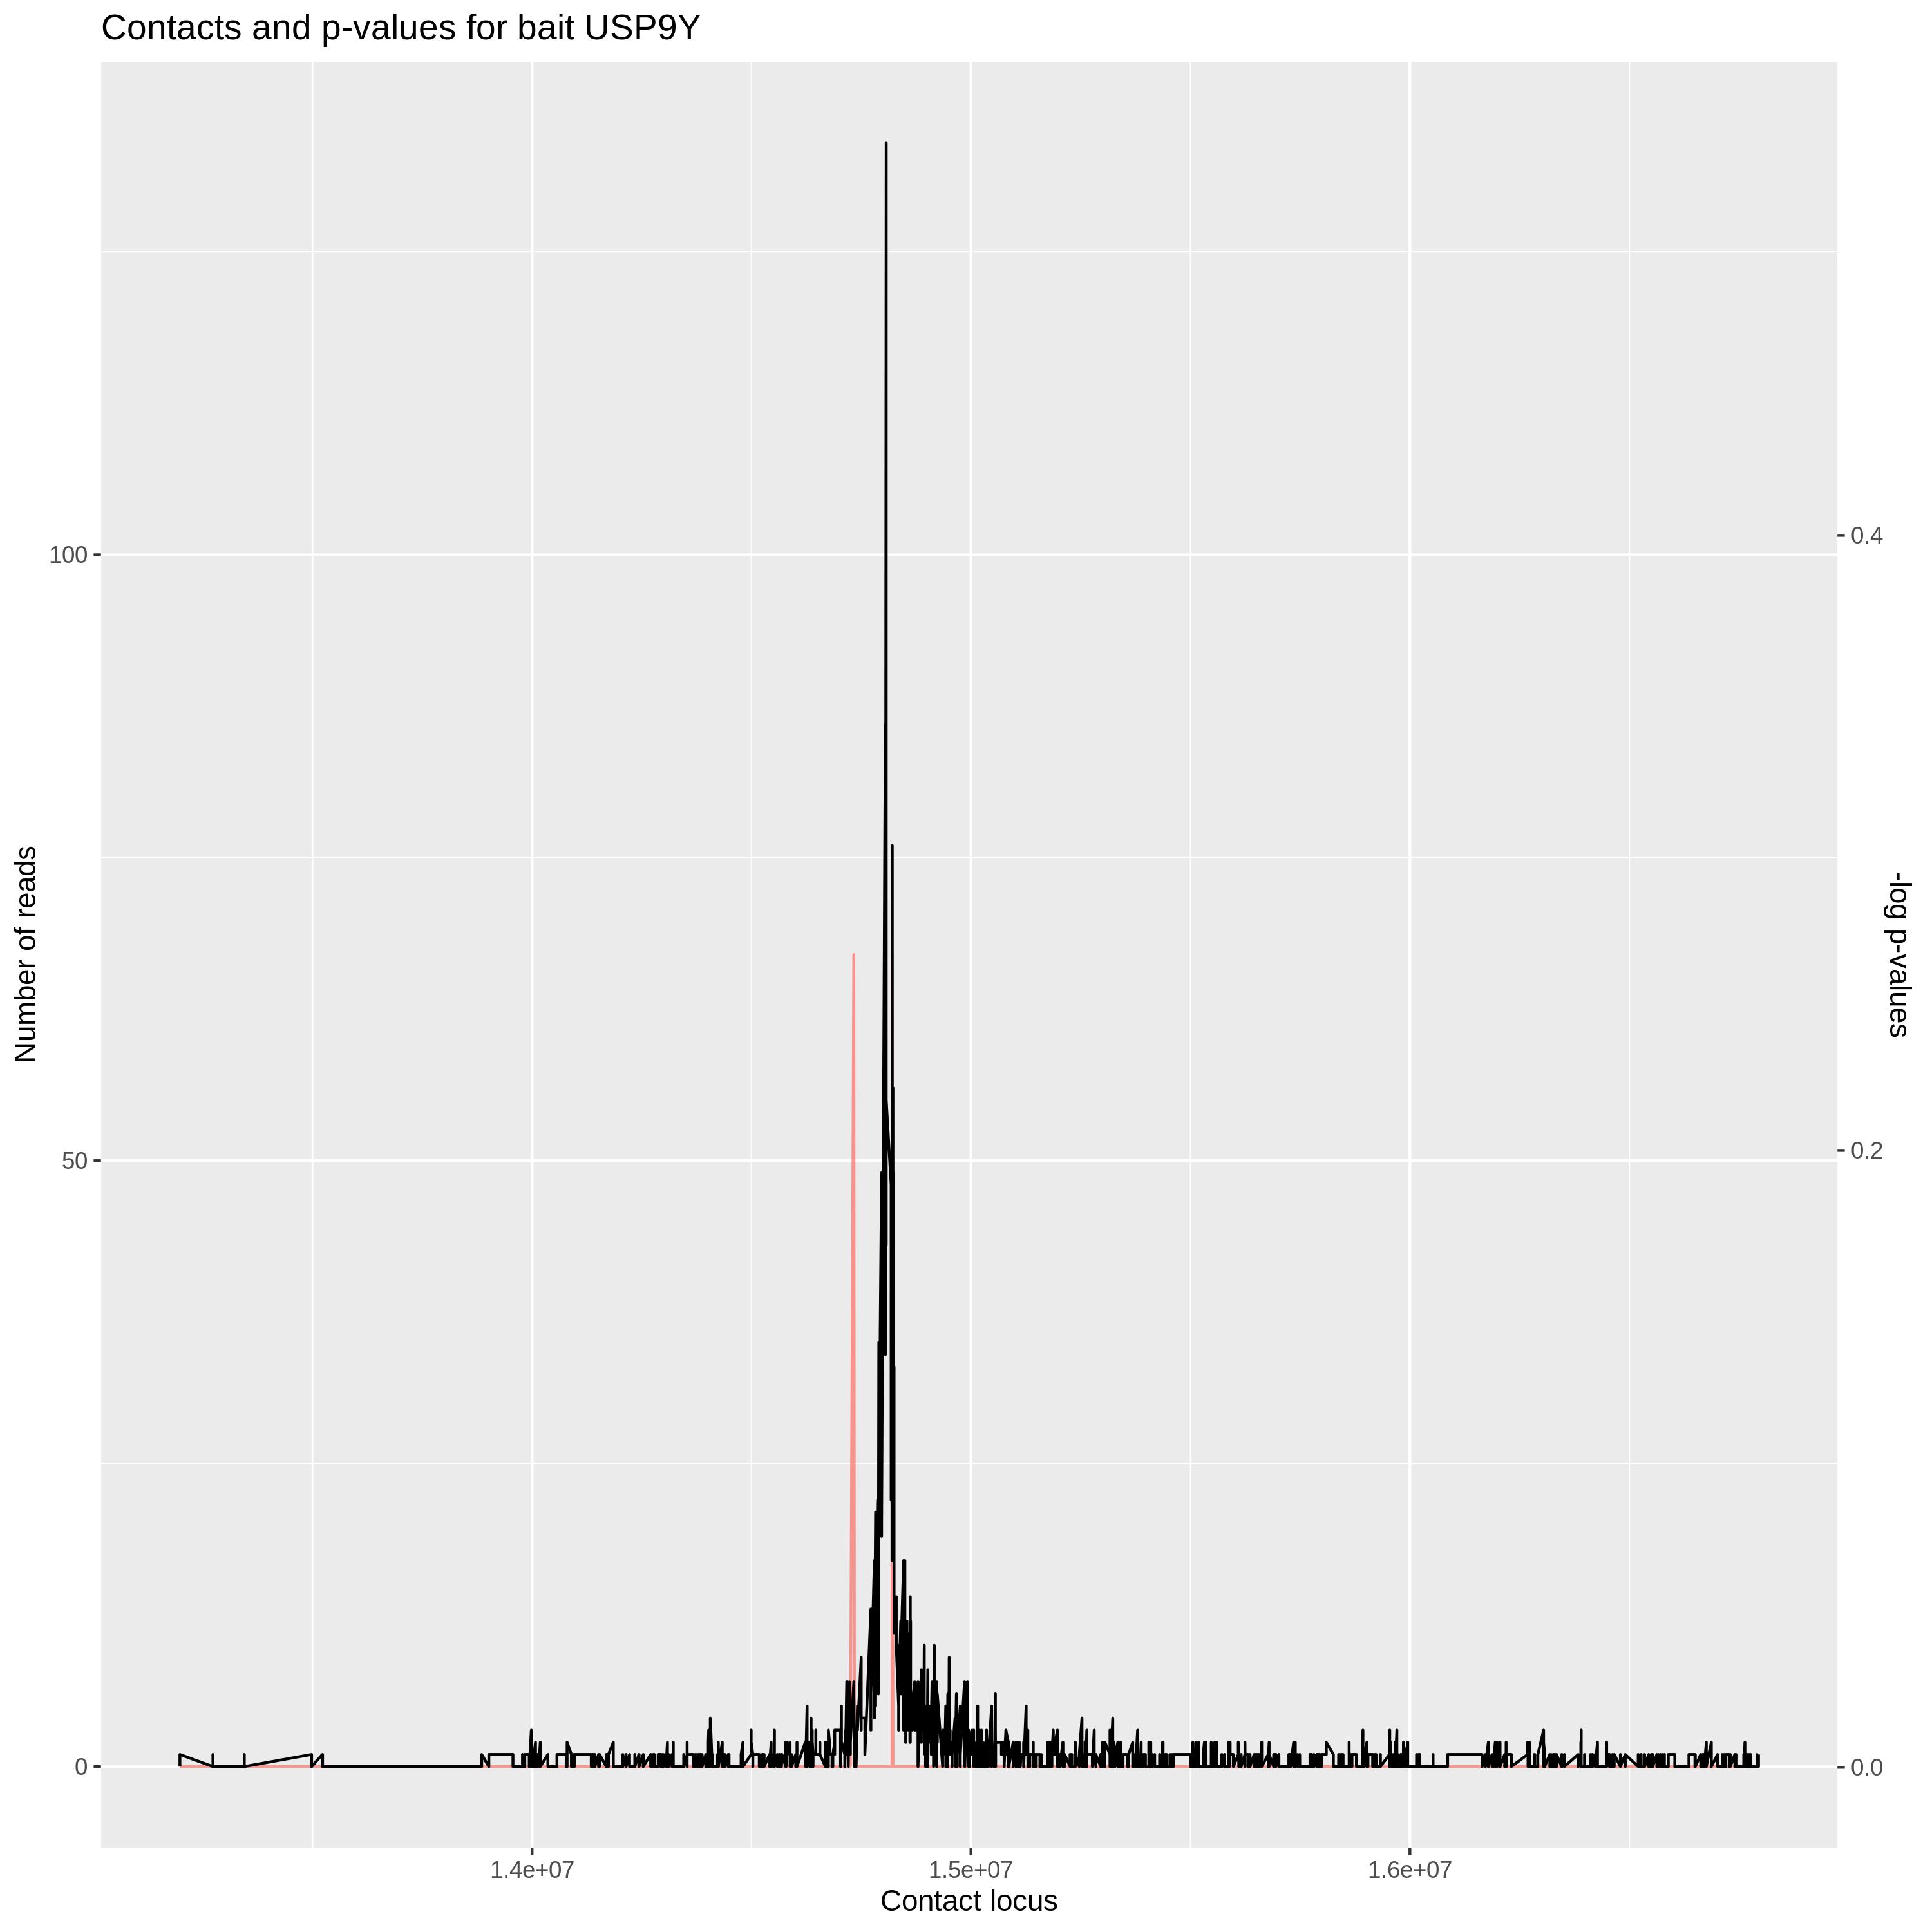 Contacts and p-values for bait USP9Y
Number of reads
100
50
0
0.4
0.2
0.0
-log p-values
1.4e+07
1.5e+07
1.6e+07
Contact locus